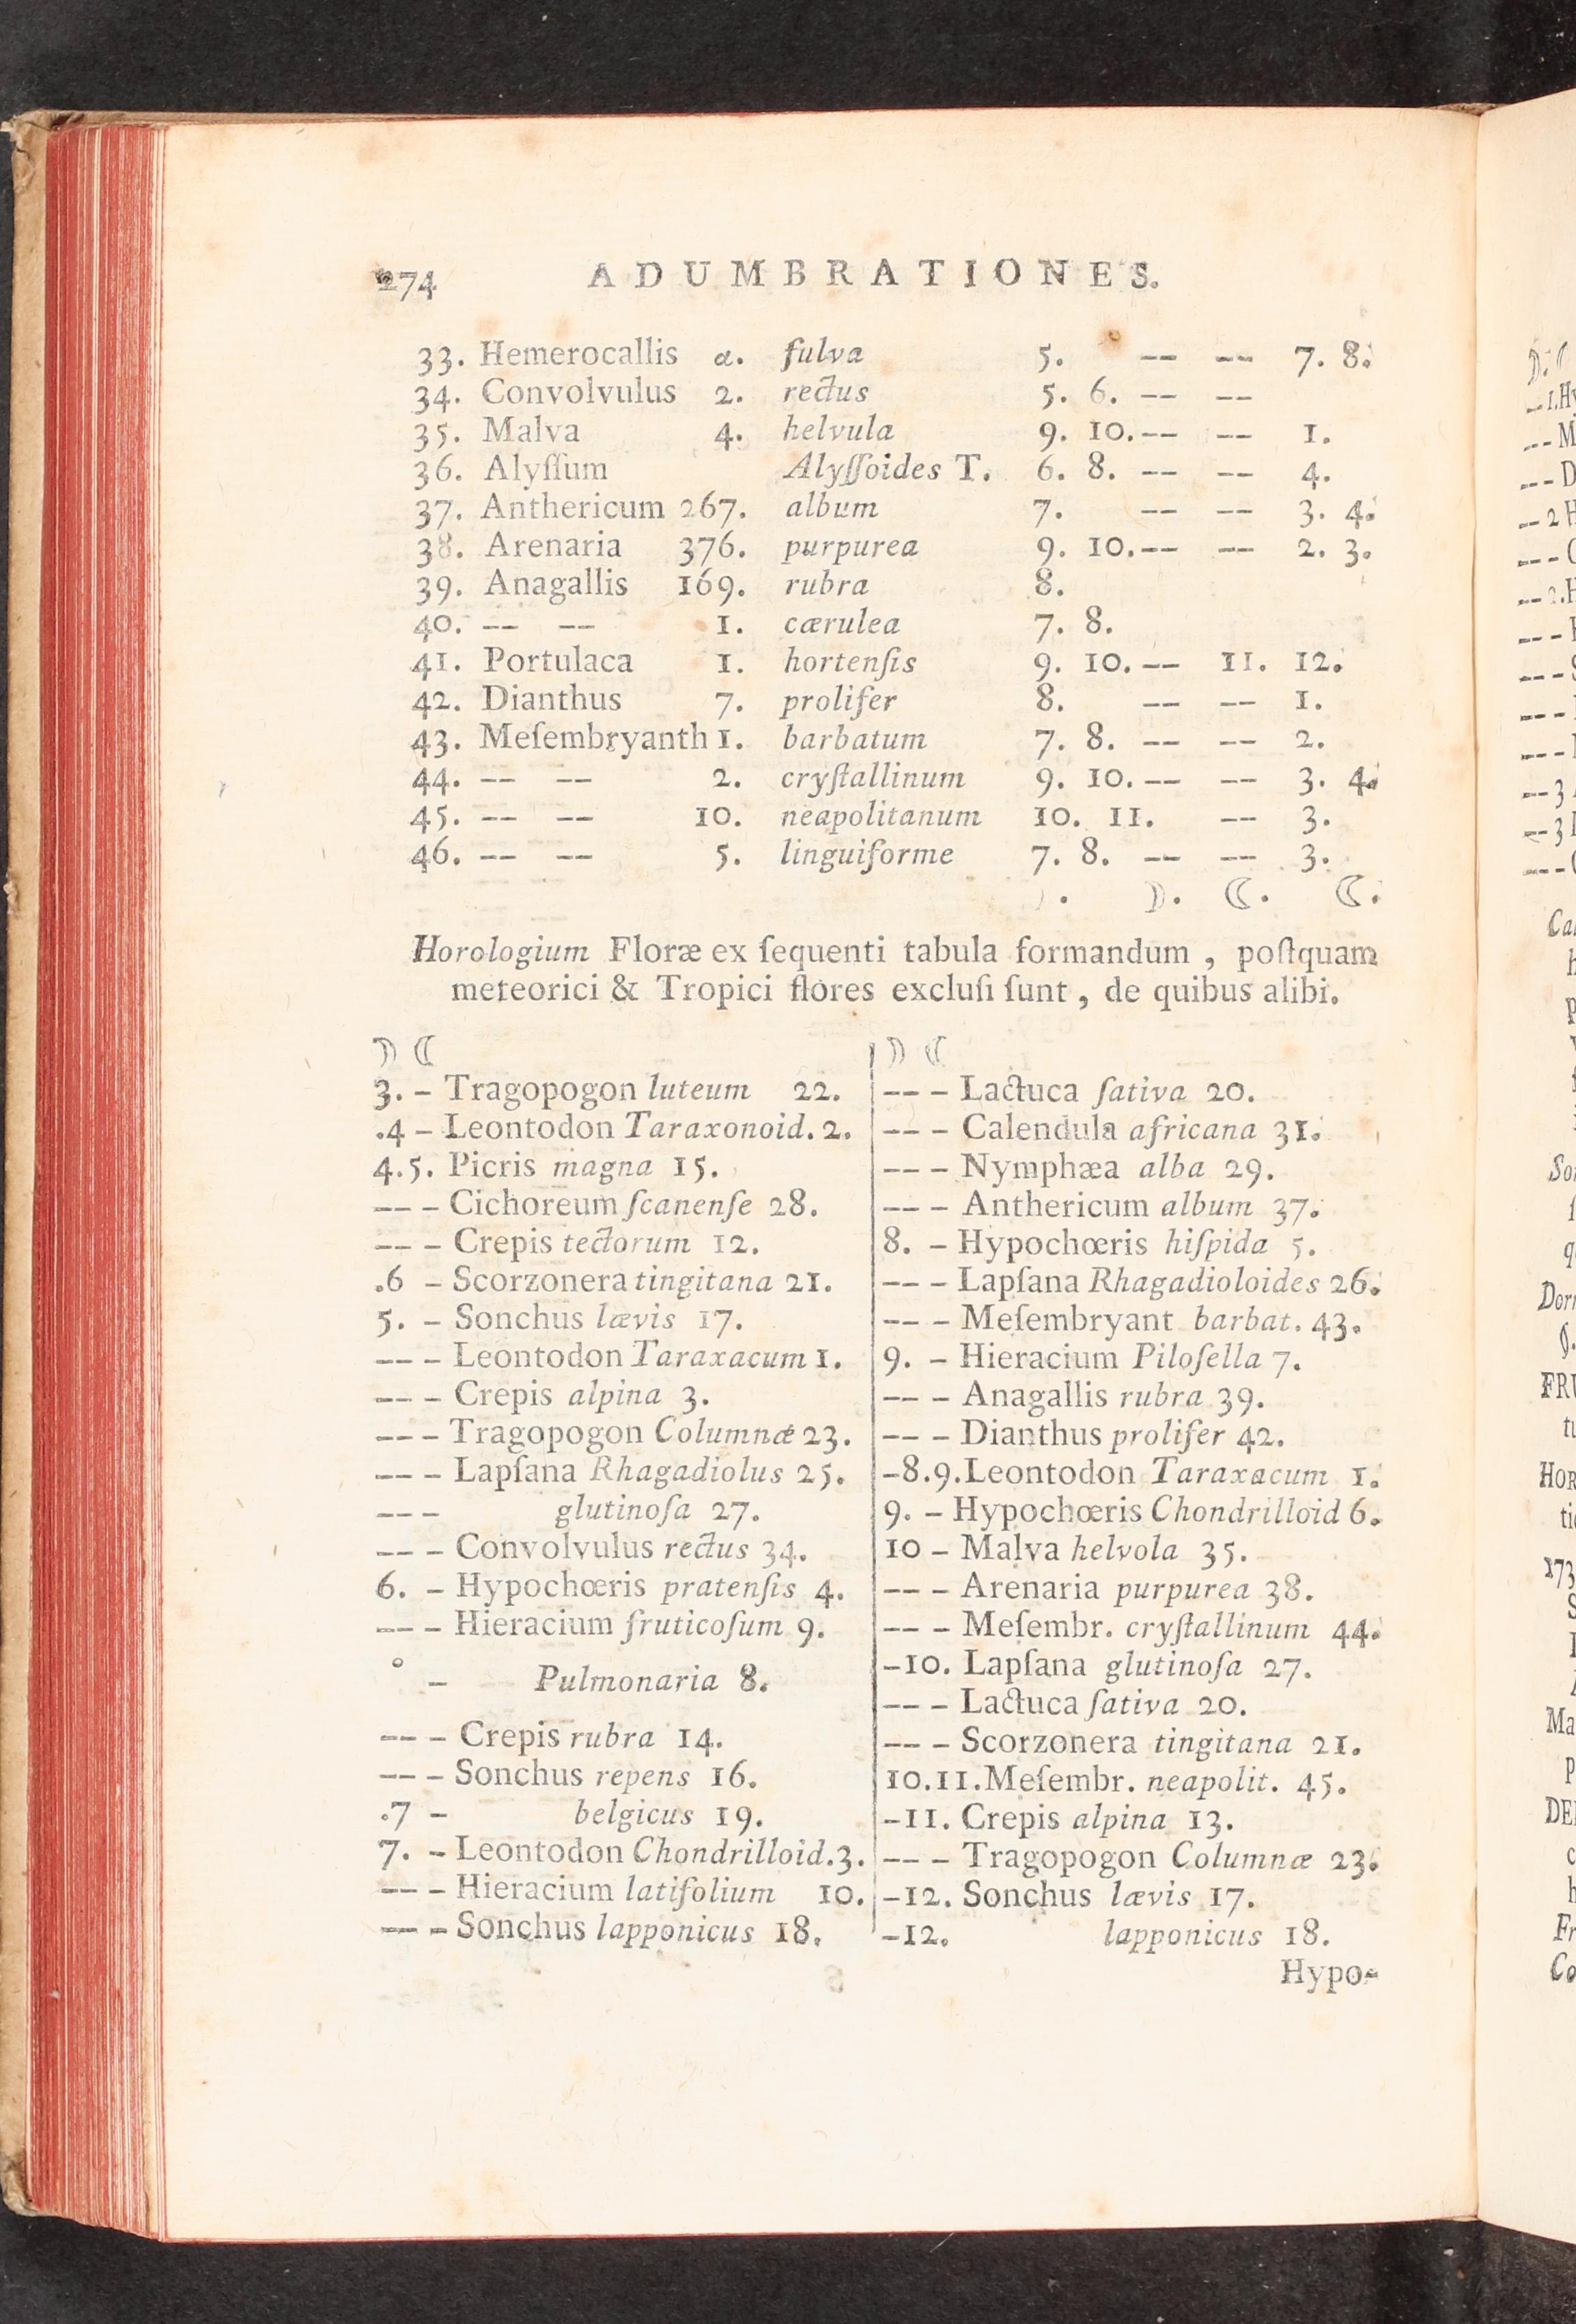 274 ADUMBRATIONES.
33. Hemerocallis α. fulva 5. -- -- 7. 8.
34. Convolvulus 2. rectus 5. 6. -- --
35. Malva 4. helvula 9. 10.-- -- 1.
36. Alyſſum Alyſſoides T. 6. 8. -- -- 4.
37. Anthericum 267. album 7. -- -- 3. 4.
38. Arenaria 376. purpurea 9. 10.-- -- 2. 3.
39. Anagallis 169. rubra 8.
40. -- -- 1. cærulea 7. 8.
41. Portulaca 1. hortenſis 9. 10. -- 11. 12.
42. Dianthus 7. prolifer 8. -- -- 1.
43. Meſembryanth 1. barbatum 7. 8. -- -- 2.
44. -- -- 2. cryſtallinum 9. 10. -- -- 3. 4.
45. -- -- 10. neapolitanum 10. 11. -- 3.
46. -- -- 5. linguiforme 7. 8. -- -- 3.
☽. ☽. ☾. ☾.
Horologium Floræ ex ſequenti tabula formandum, poſtquam
meteorici & Tropici flores excluſi ſunt, de quibus alibi.
☽ ☾
3. - Tragopogon luteum 22.
.4 - Leontodon Taraxonoid. 2.
4.5. Picris magna 15.
-- - Cichoreum ſcanenſe 28.
-- - Crepis tectorum 12.
.6 - Scorzonera tingitana 21.
5. - Sonchus lævis 17.
-- - Leontodon Taraxacum 1.
-- - Crepis alpina 3.
-- - Tragopogon Columnæ 23.
-- - Lapſana Rhagadiolus 25.
-- - glutinoſa 27.
-- - Convolvulus rectus 34.
6. - Hypochœris pratenſis 4.
-- - Hieracium fruticoſum 9.
° - Pulmonaria 8.
-- - Crepis rubra 14.
-- - Sonchus repens 16.
.7 - belgicus 19.
7. - Leontodon Chondrilloid. 3.
-- - Hieracium latifolium 10.
-- - Sonchus lapponicus 18.
☽ ☾
-- - Lactuca ſativa 20.
-- - Calendula africana 31.
-- - Nymphæa alba 29.
-- - Anthericum album 37.
8. - Hypochœris hiſpida 5.
-- - Lapſana Rhagadioloides 26.
-- - Meſembryant barbat. 43.
9. - Hieracium Piloſella 7.
-- - Anagallis rubra 39.
-- - Dianthus prolifer 42.
-8.9. Leontodon Taraxacum 1.
9. - Hypochœris Chondrilloid 6.
10 - Malva helvola 35.
-- - Arenaria purpurea 38.
-- - Meſembr. cryſtallinum 44.
-10. Lapſana glutinoſa 27.
-- - Lactuca ſativa 20.
-- - Scorzonera tingitana 21.
10.11. Meſembr. neapolit. 45.
-11. Crepis alpina 13.
-- - Tragopogon Columnæ 23.
-12. Sonchus lævis 17.
-12. lapponicus 18.
Hypo-